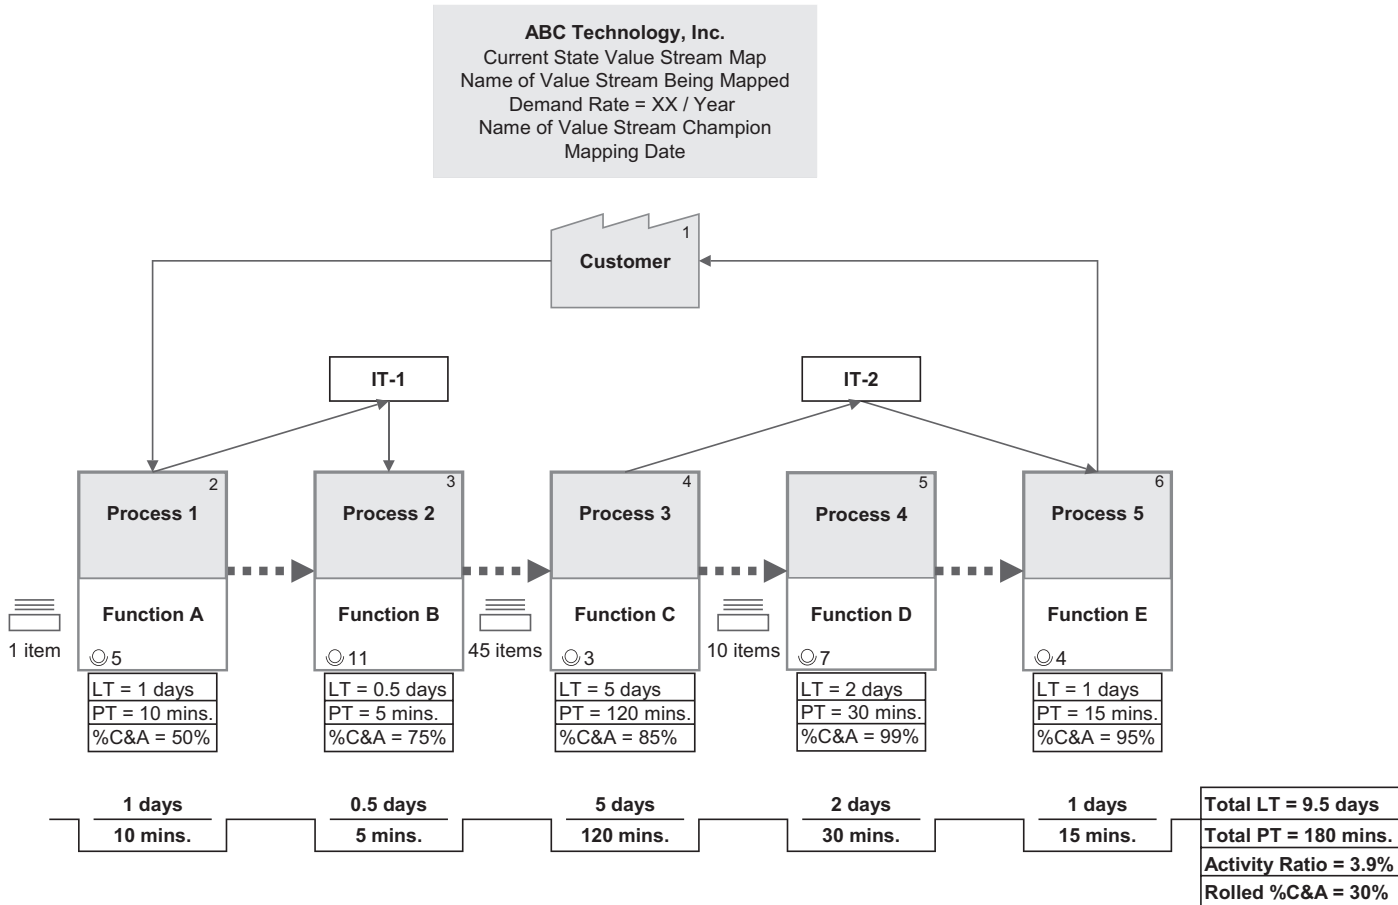 ABC Technology, Inc.
Current State Value Stream Map
Name of Value Stream Being Mapped
Demand Rate = XX / Year
Name of Value Stream Champion
Mapping Date
1
Customer
IT-1
IT-2
2
Process 1
3
Process 2
4
Process 3
5
Process 4
6
Process 5
1 item
Function A
5
Function B
11
45 items
Function C
3
10 items
Function D
7
Function E
4
LT = 1 days
PT = 10 mins.
%C&A = 50%
LT = 0.5 days
PT = 5 mins.
%C&A = 75%
LT = 5 days
PT = 120 mins.
%C&A = 85%
LT = 2 days
PT = 30 mins.
%C&A = 99%
LT = 1 days
PT = 15 mins.
%C&A = 95%
1 days
10 mins.
0.5 days
5 mins.
5 days
120 mins.
2 days
30 mins.
1 days
15 mins.
Total LT = 9.5 days
Total PT = 180 mins.
Activity Ratio = 3.9%
Rolled %C&A = 30%